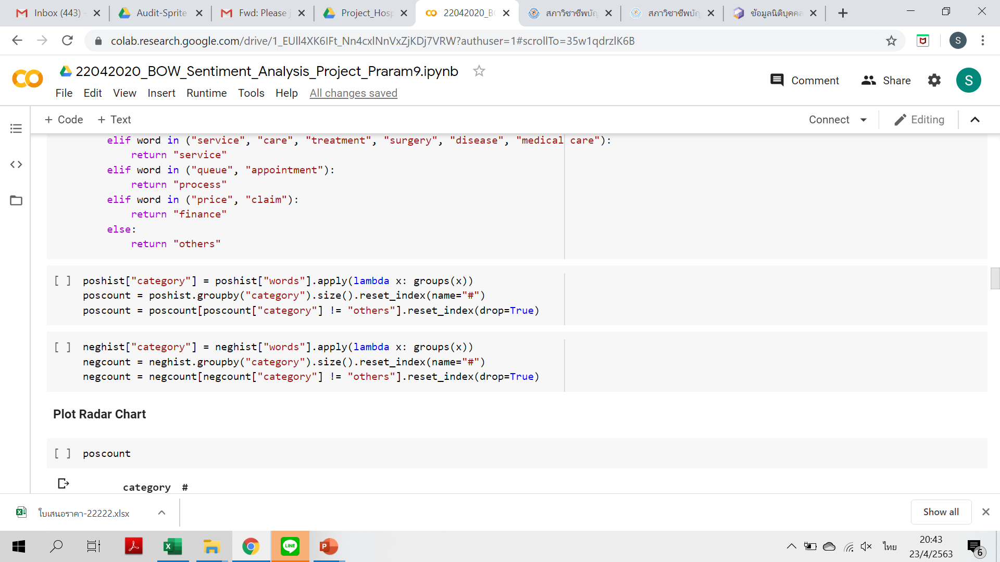 Inbox (443) -
Audit-Sprite
Fwd: Please j
Project_Hosp
22042020_BO
สภาวิชาชีพบัญ
สภาวิชาชีพบัญ
ข้อมูลนิติบุคคล
colab.research.google.com/drive/1_EUll4XK6IFt_Nn4cxlNnVxZjKDj7VRW?authuser=1#scrollTo=35w1qdrzlK6B
S
22042020_BOW_Sentiment_Analysis_Project_Praram9.ipynb
Comment
Share
S
File Edit View Insert Runtime Tools Help All changes saved
+ Code + Text
Connect
Editing
elif word in ("service", "care", "treatment", "surgery", "disease", "medical care"):
return "service"
elif word in ("queue", "appointment"):
return "process"
elif word in ("price", "claim"):
return "finance"
else:
return "others"
[ ] poshist["category"] = poshist["words"].apply(lambda x: groups(x))
poscount = poshist.groupby("category").size().reset_index(name="#")
poscount = poscount[poscount["category"] != "others"].reset_index(drop=True)
[ ] neghist["category"] = neghist["words"].apply(lambda x: groups(x))
negcount = neghist.groupby("category").size().reset_index(name="#")
negcount = negcount[negcount["category"] != "others"].reset_index(drop=True)
Plot Radar Chart
[ ] poscount
category #
ใบเสนอราคา-22222.xlsx
Show all
LINE
ไทย
20:43
23/4/2563
6